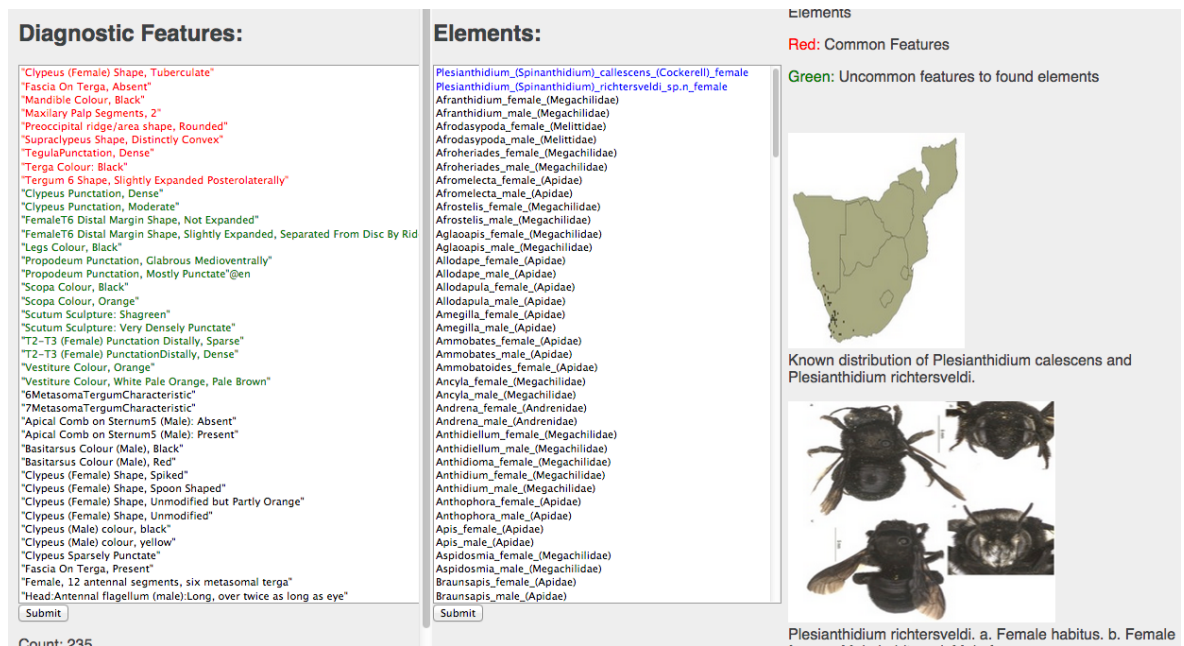 Diagnostic Features:
"Clypeus (Female) Shape, Tuberculate"
"Fascia On Terga, Absent"
"Mandible Colour, Black"
"Maxilary Palp Segments, 2"
"Preoccipital ridge/area shape, Rounded"
"Supraclypeus Shape, Distinctly Convex"
"TegulaPunctation, Dense"
"Terga Colour: Black"
"Tergum 6 Shape, Slightly Expanded Posterolaterally"
"Clypeus Punctation, Dense"
"Clypeus Punctation, Moderate"
"FemaleT6 Distal Margin Shape, Not Expanded"
"FemaleT6 Distal Margin Shape, Slightly Expanded, Separated From Disc By Rid
"Legs Colour, Black"
"Propodeum Punctation, Glabrous Medioventrally"
"Propodeum Punctation, Mostly Punctate"@en
"Scopa Colour, Black"
"Scopa Colour, Orange"
"Scutum Sculpture: Shagreen"
"Scutum Sculpture: Very Densely Punctate"
"T2-T3 (Female) Punctation Distally, Sparse"
"T2-T3 (Female) PunctationDistally, Dense"
"Vestiture Colour, Orange"
"Vestiture Colour, White Pale Orange, Pale Brown"
"6MetasomaTergumCharacteristic"
"7MetasomaTergumCharacteristic"
"Apical Comb on Sternum5 (Male): Absent"
"Apical Comb on Sternum5 (Male): Present"
"Basitarsus Colour (Male), Black"
"Basitarsus Colour (Male), Red"
"Clypeus (Female) Shape, Spiked"
"Clypeus (Female) Shape, Spoon Shaped"
"Clypeus (Female) Shape, Unmodified but Partly Orange"
"Clypeus (Female) Shape, Unmodified"
"Clypeus (Male) colour, black"
"Clypeus (Male) colour, yellow"
"Clypeus Sparsely Punctate"
"Fascia On Terga, Present"
"Female, 12 antennal segments, six metasomal terga"
"Head:Antennal flagellum (male):Long, over twice as long as eye"
Submit
Count: 235
Elements:
Plesianthidium_(Spinanthidium)_callescens_(Cockerell)_female
Plesianthidium_(Spinanthidium)_richtersveldi_sp.n_female
Afranthidium_female_(Megachilidae)
Afranthidium_male_(Megachilidae)
Afrodasypoda_female_(Melittidae)
Afrodasypoda_male_(Melittidae)
Afroheriades_female_(Megachilidae)
Afroheriades_male_(Megachilidae)
Afromelecta_female_(Apidae)
Afromelecta_male_(Apidae)
Afrostelis_female_(Megachilidae)
Afrostelis_male_(Megachilidae)
Aglaoapis_female_(Megachilidae)
Aglaoapis_male_(Megachilidae)
Allodape_female_(Apidae)
Allodape_male_(Apidae)
Allodapula_female_(Apidae)
Allodapula_male_(Apidae)
Amegilla_female_(Apidae)
Amegilla_male_(Apidae)
Ammobates_female_(Apidae)
Ammobates_male_(Apidae)
Ammobatoides_female_(Apidae)
Ancyla_female_(Megachilidae)
Ancyla_male_(Megachilidae)
Andrena_female_(Andrenidae)
Andrena_male_(Andrenidae)
Anthidiellum_female_(Megachilidae)
Anthidiellum_male_(Megachilidae)
Anthidioma_female_(Megachilidae)
Anthidium_female_(Megachilidae)
Anthidium_male_(Megachilidae)
Anthophora_female_(Apidae)
Anthophora_male_(Apidae)
Apis_female_(Apidae)
Apis_male_(Apidae)
Aspidosmia_female_(Megachilidae)
Aspidosmia_male_(Megachilidae)
Braunsapis_female_(Apidae)
Braunsapis_male_(Apidae)
Submit
Elements
Red: Common Features
Green: Uncommon features to found elements
Known distribution of Plesianthidium calescens and
Plesianthidium richtersveldi.
Plesianthidium richtersveldi. a. Female habitus. b. Female